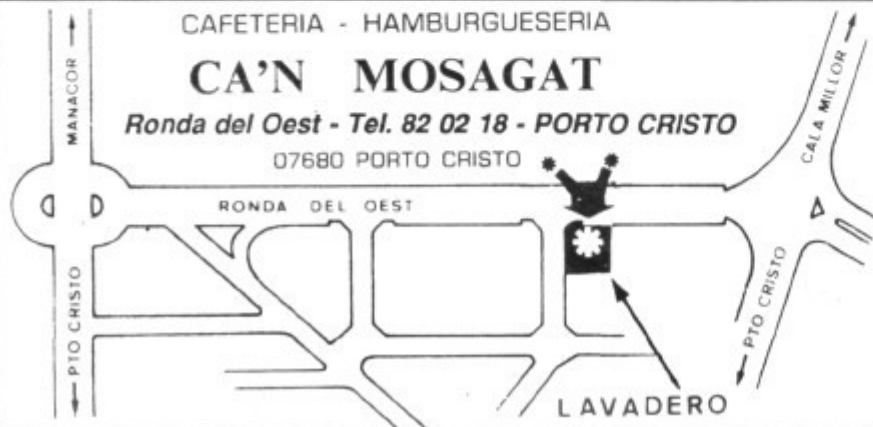 CAFETERIA - HAMBURGUESERIA
CA'N MOSAGAT
Ronda del Oest - Tel. 82 02 18 - PORTO CRISTO
07680 PORTO CRISTO
MANACOR
CALA MILLOR
RONDA DEL OEST
PTO CRISTO
PTO CRISTO
LAVADERO